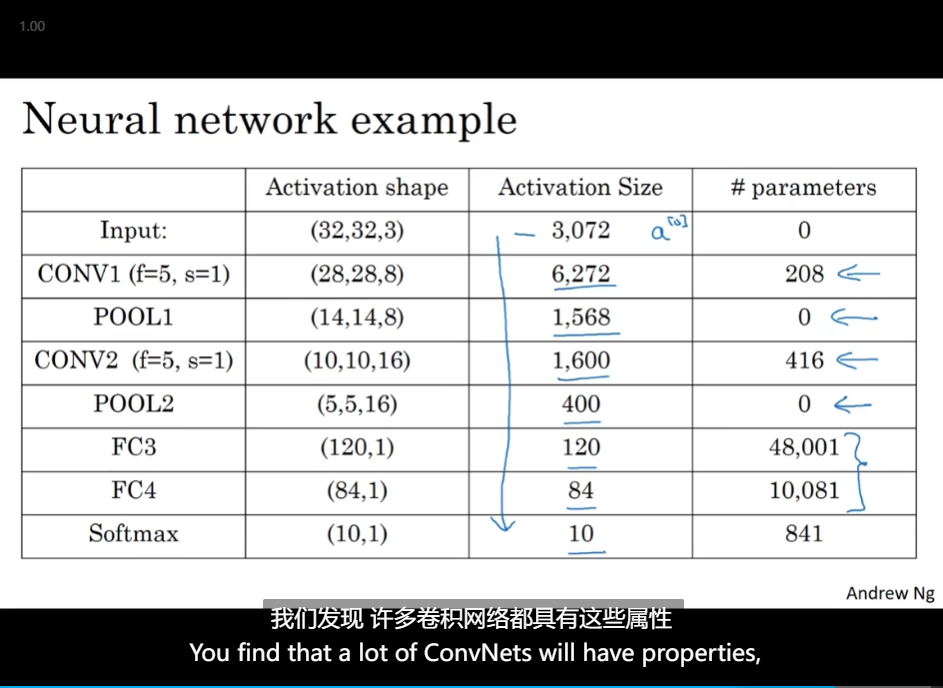 1.00
Neural network example
Activation shape Activation Size # parameters
Input: (32,32,3) — 3,072 a[0] 0
CONV1 (f=5, s=1) (28,28,8) 6,272 208 ←
POOL1 (14,14,8) 1,568 0 ←
CONV2 (f=5, s=1) (10,10,16) 1,600 416 ←
POOL2 (5,5,16) 400 0 ←
FC3 (120,1) 120 48,001 }
FC4 (84,1) 84 10,081
Softmax (10,1) 10 841
Andrew Ng
我们发现 许多卷积网络都具有这些属性
You find that a lot of ConvNets will have properties,